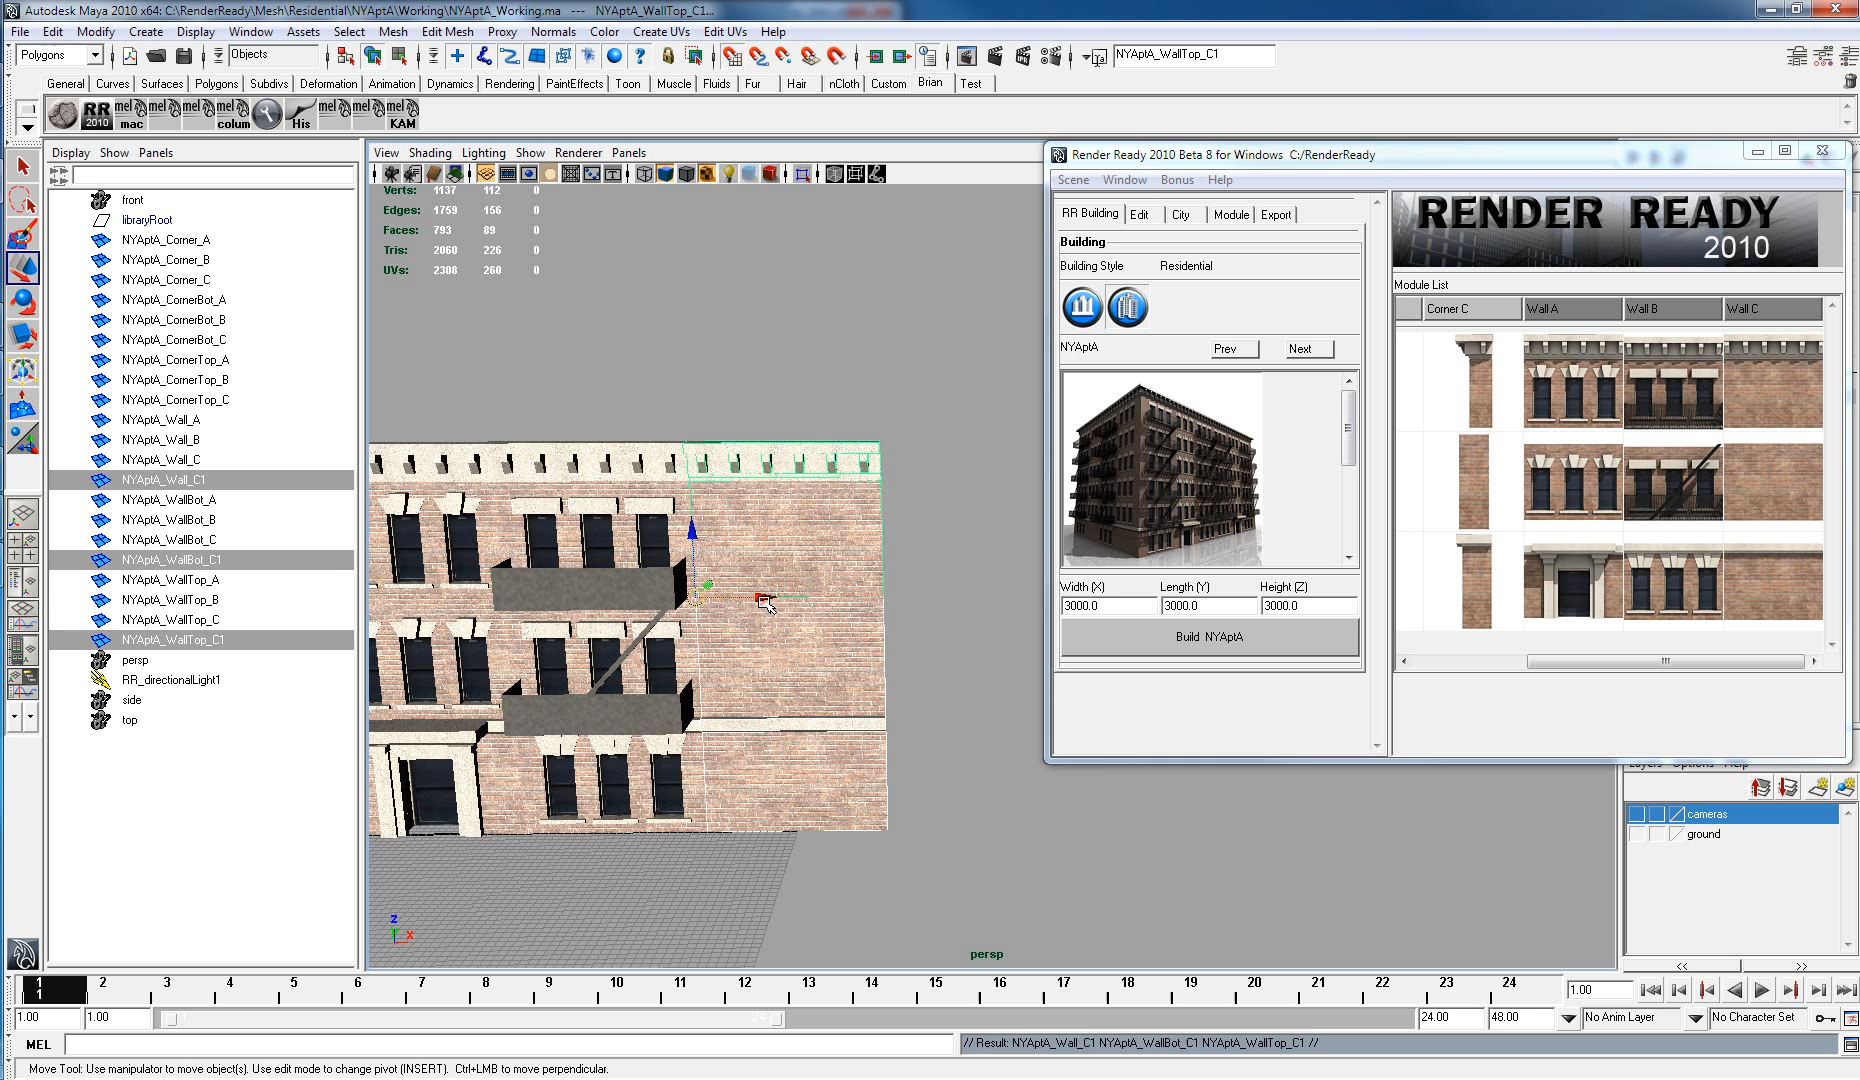 Autodesk Maya 2010 x64: C:\RenderReady\Mesh\Residential\NYAptA\Working\NYAptA_Working.ma --- NYAptA_WallTop_C1...
File Edit Modify Create Display Window Assets Select Mesh Edit Mesh Proxy Normals Color Create UVs Edit UVs Help
Polygons Objects NYAptA_WallTop_C1
General Curves Surfaces Polygons Subdivs Deformation Animation Dynamics Rendering PaintEffects Toon Muscle Fluids Fur Hair nCloth Custom Brian Test
RR mel mel mel mel mel mel mel
2010 mac colum His KAM
Display Show Panels
front
libraryRoot
NYAptA_Corner_A
NYAptA_Corner_B
NYAptA_Corner_C
NYAptA_CornerBot_A
NYAptA_CornerBot_B
NYAptA_CornerBot_C
NYAptA_CornerTop_A
NYAptA_CornerTop_B
NYAptA_CornerTop_C
NYAptA_Wall_A
NYAptA_Wall_B
NYAptA_Wall_C
NYAptA_Wall_C1
NYAptA_WallBot_A
NYAptA_WallBot_B
NYAptA_WallBot_C
NYAptA_WallBot_C1
NYAptA_WallTop_A
NYAptA_WallTop_B
NYAptA_WallTop_C
NYAptA_WallTop_C1
persp
RR_directionalLight1
side
top
View Shading Lighting Show Renderer Panels
Verts: 1137 112 0
Edges: 1759 156 0
Faces: 793 89 0
Tris: 2060 226 0
UVs: 2308 260 0
z
x
persp
Render Ready 2010 Beta 8 for Windows C:/RenderReady
Scene Window Bonus Help
RR Building Edit City Module Export
Building
Building Style Residential
NYAptA Prev Next
Width (X) Length (Y) Height (Z)
3000.0 3000.0 3000.0
Build NYAptA
RENDER READY
2010
Module List
Corner C Wall A Wall B Wall C
Layers Options Help
cameras
ground
<< >>
1 2 3 4 5 6 7 8 9 10 11 12 13 14 15 16 17 18 19 20 21 22 23 24
1
1.00
1.00 1.00 1 24 24.00 48.00 No Anim Layer No Character Set
MEL // Result: NYAptA_Wall_C1 NYAptA_WallBot_C1 NYAptA_WallTop_C1 //
Move Tool: Use manipulator to move object(s). Use edit mode to change pivot (INSERT). Ctrl+LMB to move perpendicular.